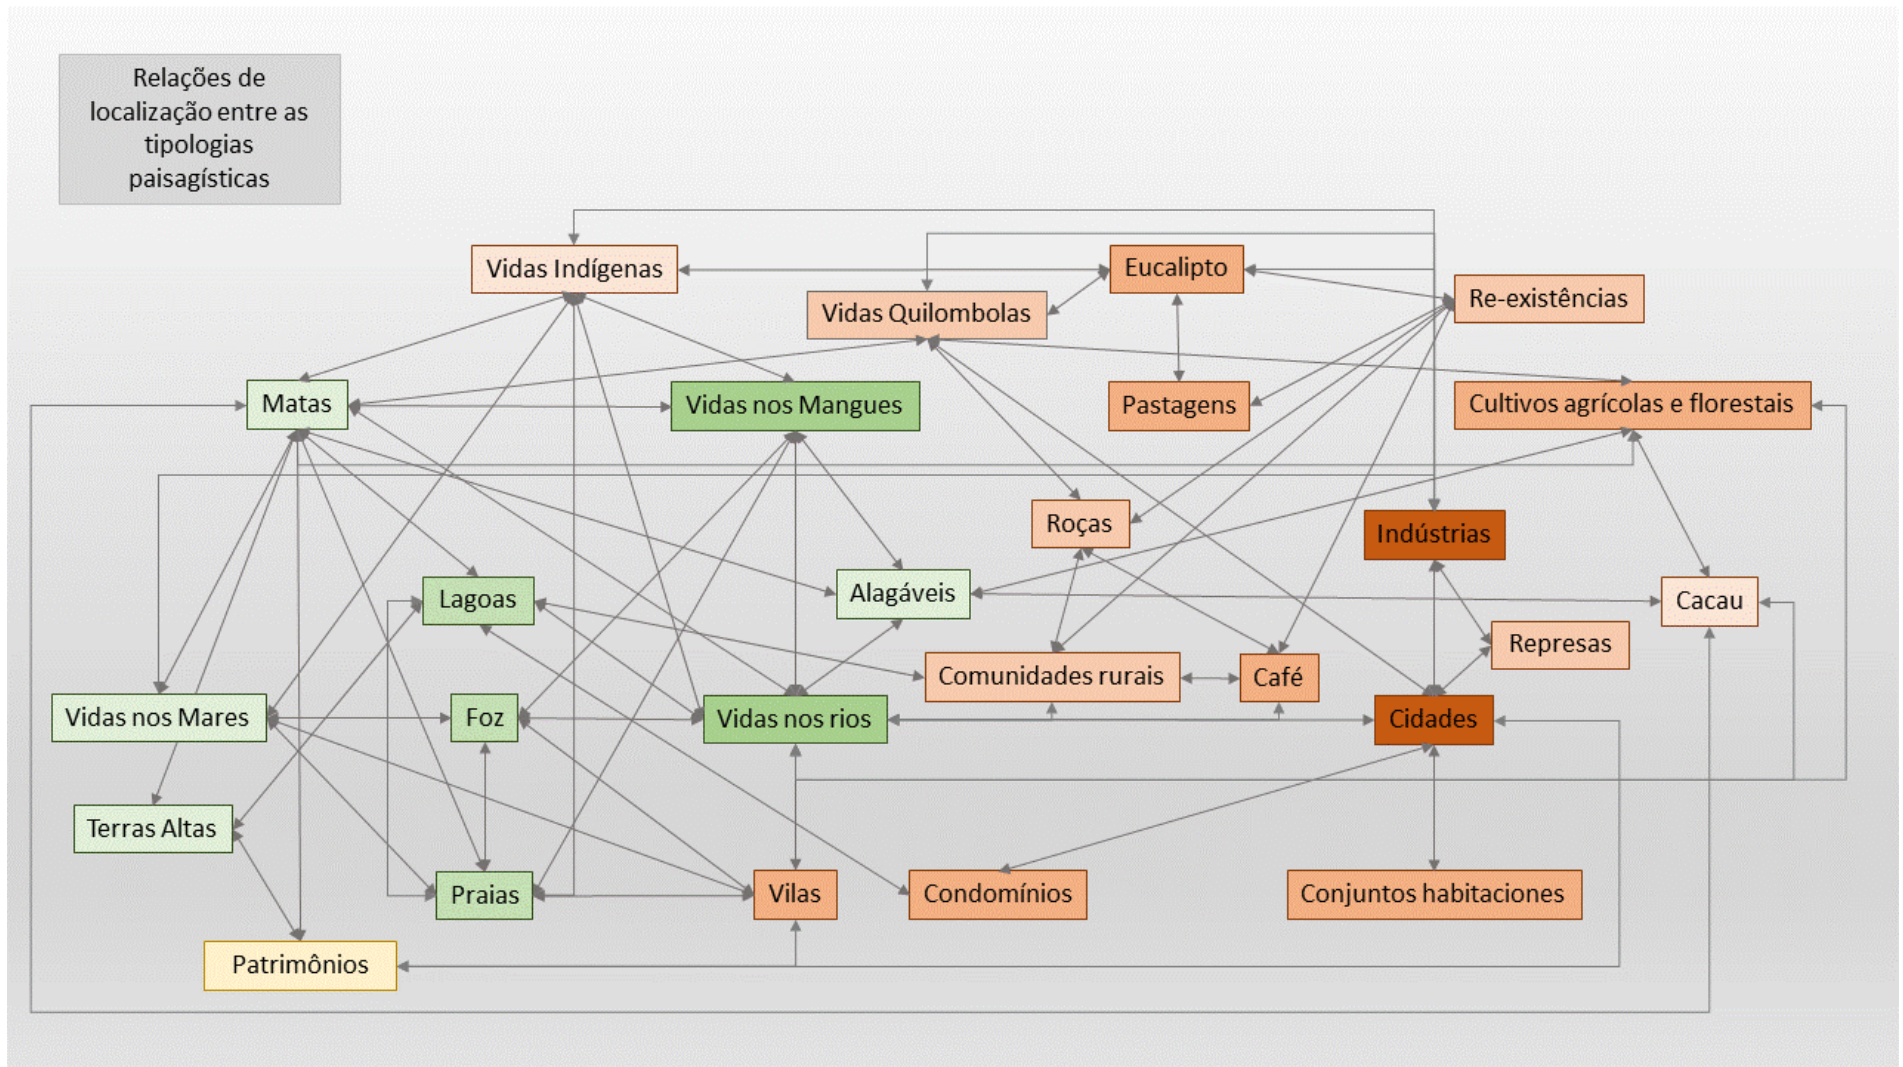 Relações de
localização entre as
tipologias
paisagísticas
Vidas Indígenas
Eucalipto
Re-existências
Vidas Quilombolas
Matas
Vidas nos Mangues
Pastagens
Cultivos agrícolas e florestais
Roças
Indústrias
Lagoas
Alagáveis
Cacau
Represas
Comunidades rurais
Café
Vidas nos Mares
Foz
Vidas nos rios
Cidades
Terras Altas
Praias
Vilas
Condomínios
Conjuntos habitaciones
Patrimônios